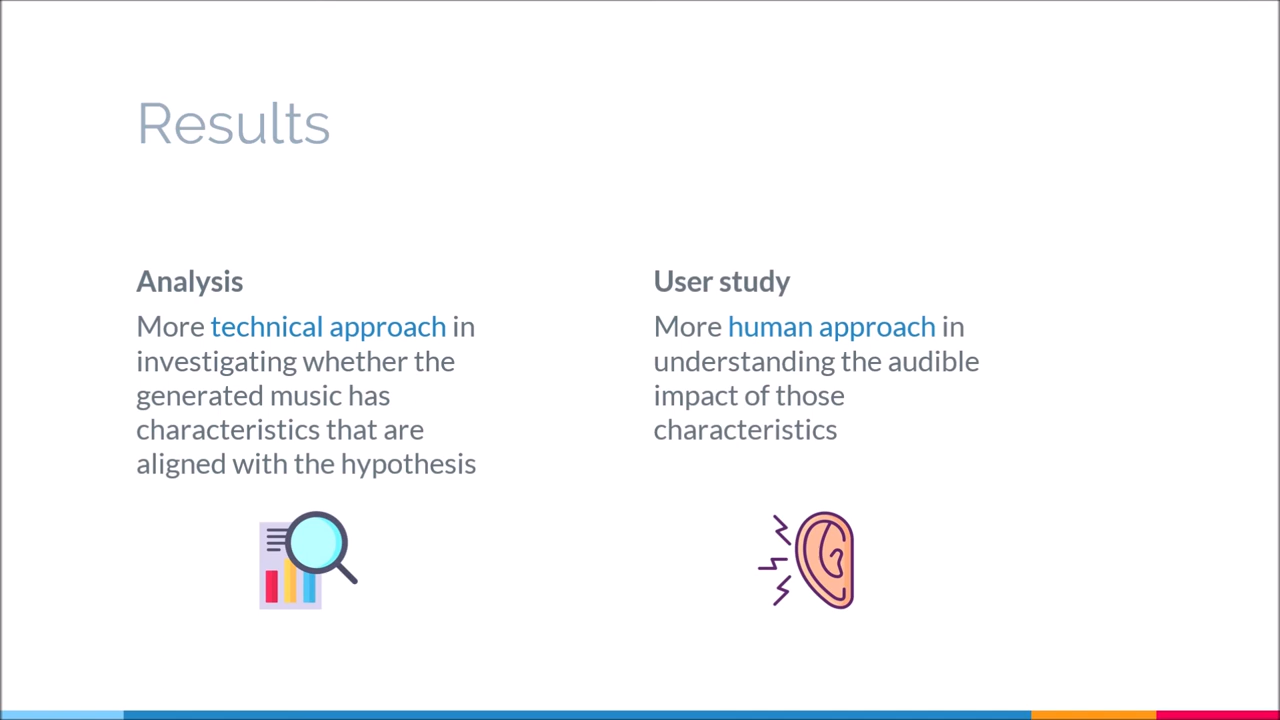 Results
Analysis
More technical approach in
investigating whether the
generated music has
characteristics that are
aligned with the hypothesis
User study
More human approach in
understanding the audible
impact of those
characteristics